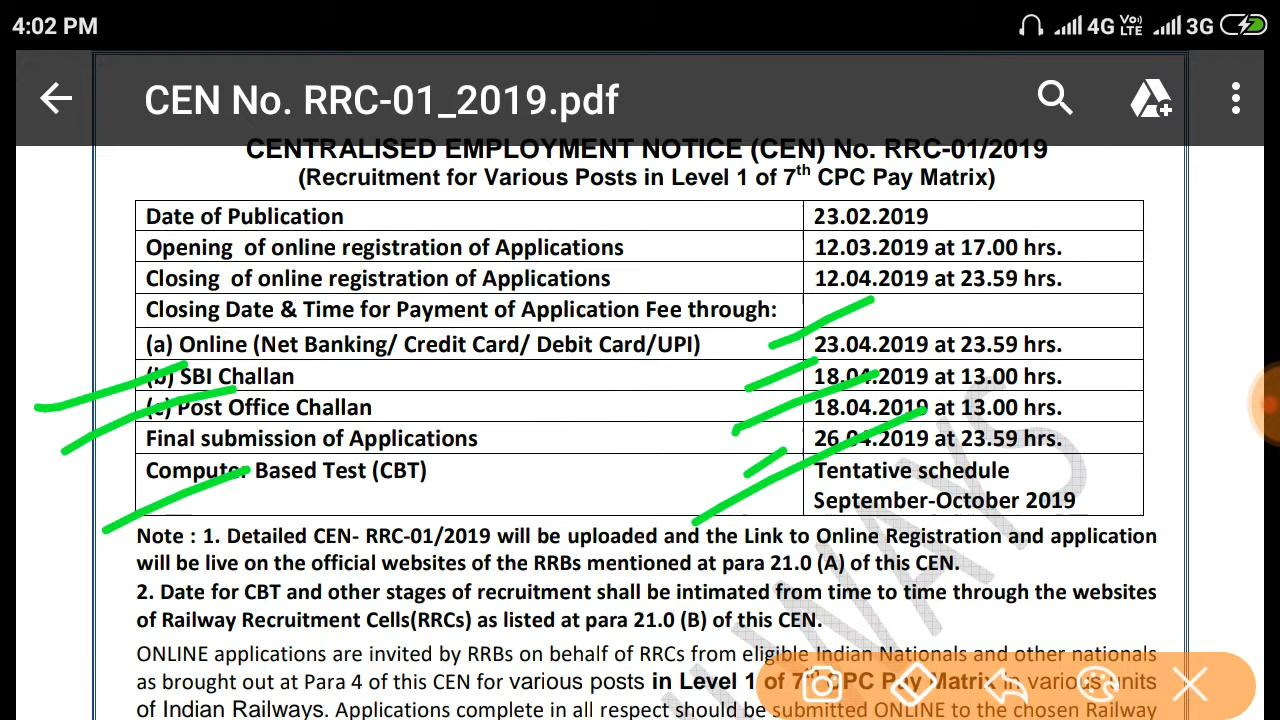 4:02 PM
4G Vo) LTE 3G
CEN No. RRC-01_2019.pdf
CENTRALISED EMPLOYMENT NOTICE (CEN) No. RRC-01/2019
(Recruitment for Various Posts in Level 1 of 7th CPC Pay Matrix)
Date of Publication 23.02.2019
Opening of online registration of Applications 12.03.2019 at 17.00 hrs.
Closing of online registration of Applications 12.04.2019 at 23.59 hrs.
Closing Date & Time for Payment of Application Fee through:
(a) Online (Net Banking/ Credit Card/ Debit Card/UPI) 23.04.2019 at 23.59 hrs.
(b) SBI Challan 18.04.2019 at 13.00 hrs.
(c) Post Office Challan 18.04.2019 at 13.00 hrs.
Final submission of Applications 26.04.2019 at 23.59 hrs.
Computer Based Test (CBT) Tentative schedule
September-October 2019
Note : 1. Detailed CEN- RRC-01/2019 will be uploaded and the Link to Online Registration and application
will be live on the official websites of the RRBs mentioned at para 21.0 (A) of this CEN.
2. Date for CBT and other stages of recruitment shall be intimated from time to time through the websites
of Railway Recruitment Cells(RRCs) as listed at para 21.0 (B) of this CEN.
ONLINE applications are invited by RRBs on behalf of RRCs from eligible Indian Nationals and other nationals
as brought out at Para 4 of this CEN for various posts in Level 1 of 7th CPC Pay Matrix in various units
of Indian Railways. Applications complete in all respect should be submitted ONLINE to the chosen Railway